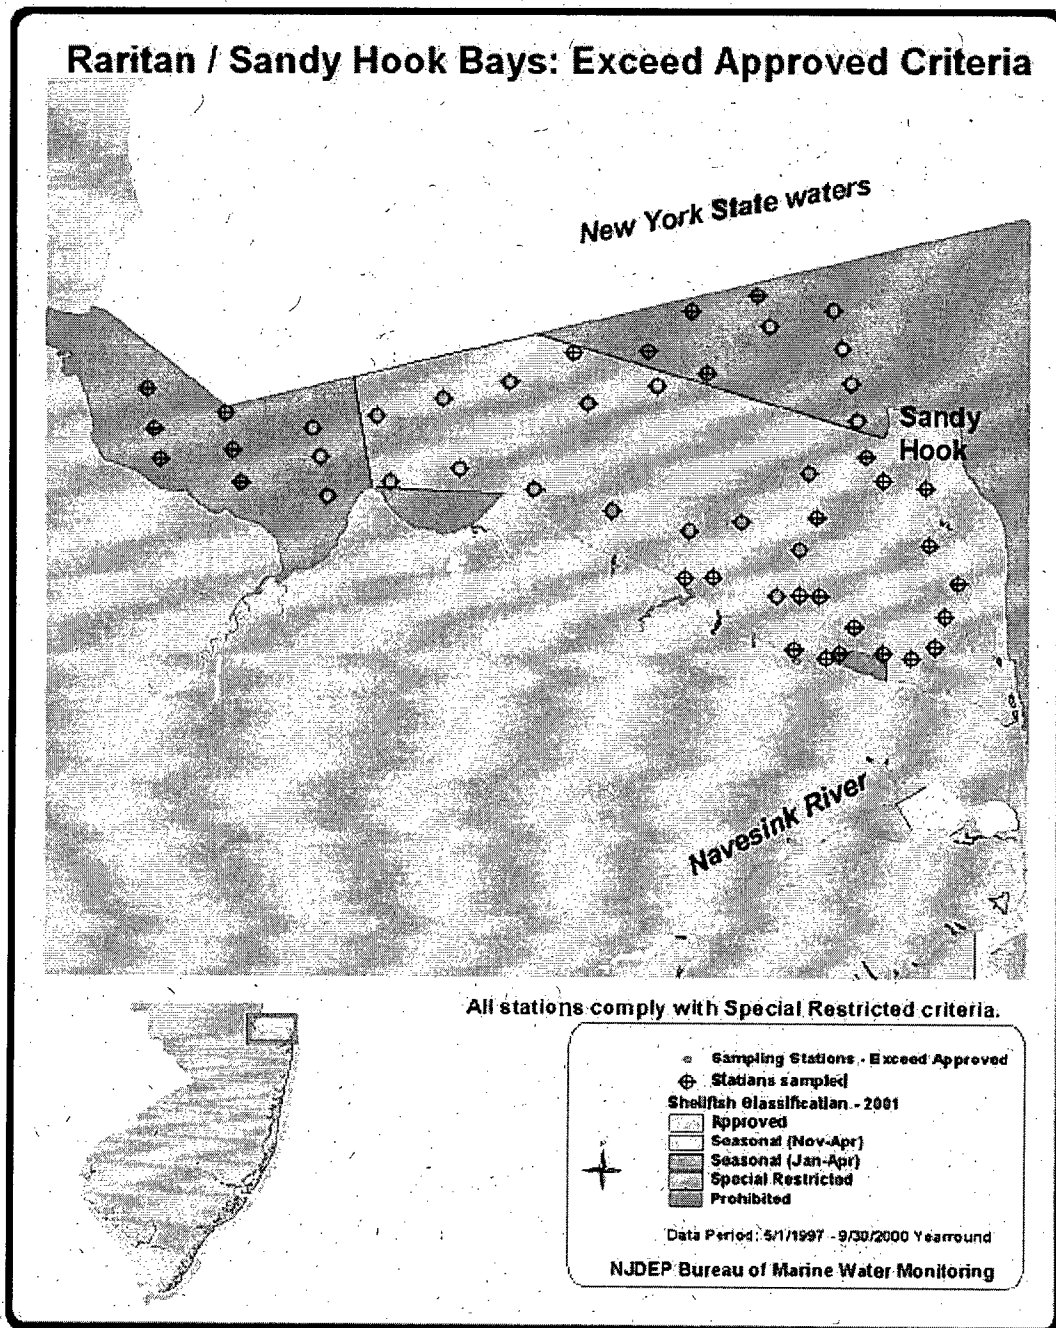 Raritan / Sandy Hook Bays: Exceed Approved Criteria
New York State waters
Sandy
Hook
Navesink River
All stations comply with Special Restricted criteria.
Sampling Stations - Exceed Approved
Stations sampled
Shellfish Classification - 2001
Approved
Seasonal (Nov-Apr)
Seasonal (Jan-Apr)
Special Restricted
Prohibited
Data Period: 5/1/1997 - 9/30/2000 Yearround
NJDEP Bureau of Marine Water Monitoring